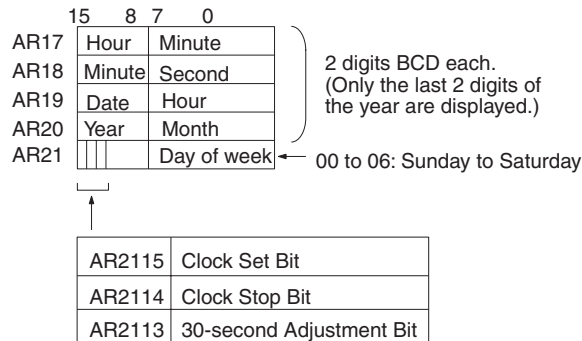 15 8 7 0
AR17 Hour Minute
AR18 Minute Second
AR19 Date Hour
AR20 Year Month
AR21 Day of week
2 digits BCD each.
(Only the last 2 digits of
the year are displayed.)
00 to 06: Sunday to Saturday
AR2115 Clock Set Bit
AR2114 Clock Stop Bit
AR2113 30-second Adjustment Bit